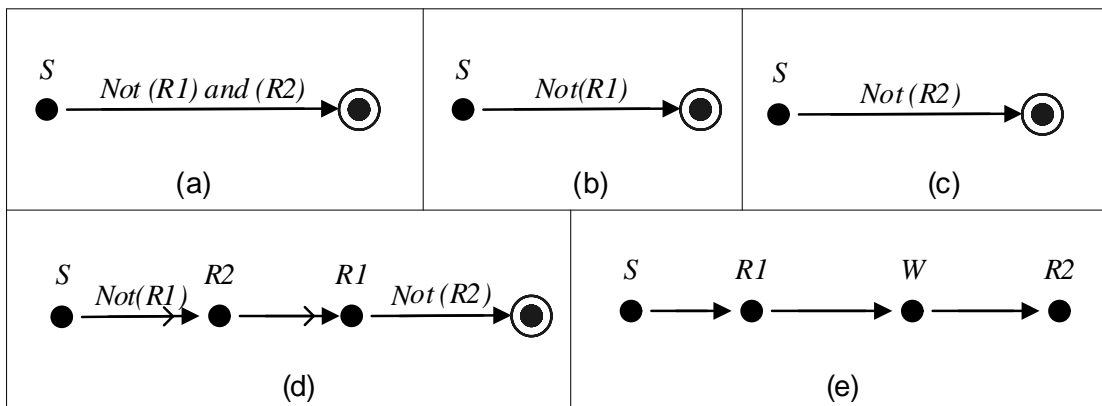 S
Not (R1) and (R2)
(a)
S
Not(R1)
(b)
S
Not (R2)
(c)
S
Not(R1)
R2
R1
Not (R2)
(d)
S
R1
W
R2
(e)